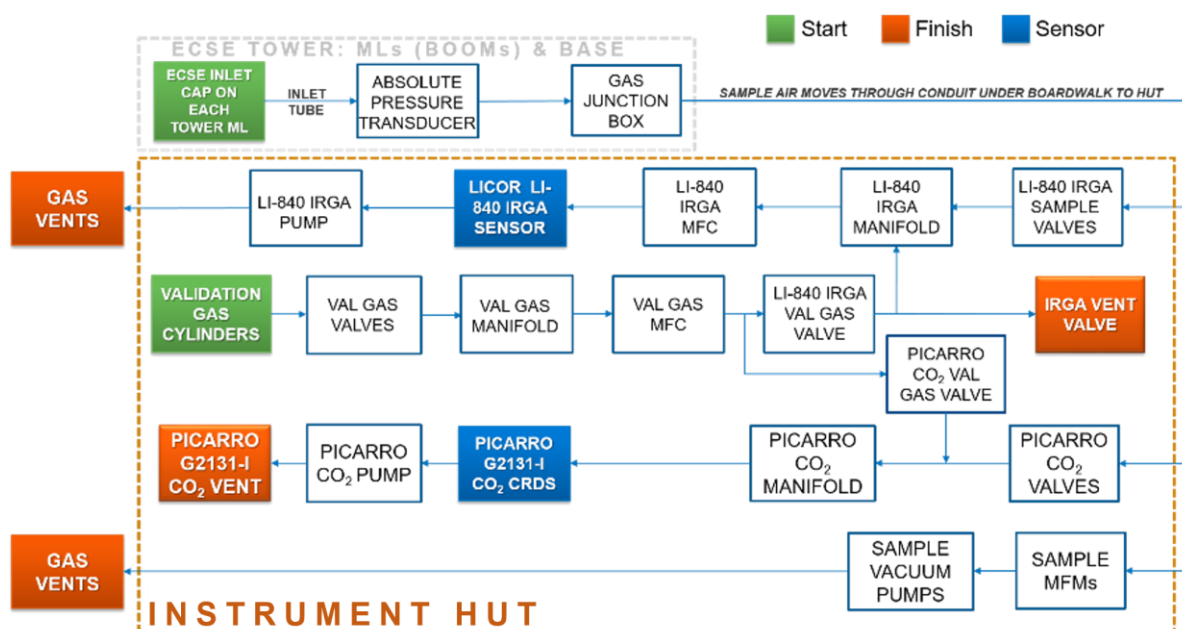 Start
Finish
Sensor
ECSE TOWER: MLs (BOOMs) & BASE
ECSE INLET
CAP ON
EACH
TOWER ML
INLET
TUBE
ABSOLUTE
PRESSURE
TRANSDUCER
GAS
JUNCTION
BOX
SAMPLE AIR MOVES THROUGH CONDUIT UNDER BOARDWALK TO HUT
GAS
VENTS
LI-840 IRGA
PUMP
LICOR LI-
840 IRGA
SENSOR
LI-840
IRGA
MFC
LI-840
IRGA
MANIFOLD
LI-840 IRGA
SAMPLE
VALVES
VALIDATION
GAS
CYLINDERS
VAL GAS
VALVES
VAL GAS
MANIFOLD
VAL GAS
MFC
LI-840 IRGA
VAL GAS
VALVE
IRGA VENT
VALVE
PICARRO
CO₂ VAL
GAS VALVE
PICARRO
G2131-I
CO₂ VENT
PICARRO
CO₂ PUMP
PICARRO
G2131-I
CO₂ CRDS
PICARRO
CO₂
MANIFOLD
PICARRO
CO₂
VALVES
GAS
VENTS
SAMPLE
VACUUM
PUMPS
SAMPLE
MFMs
INSTRUMENT HUT